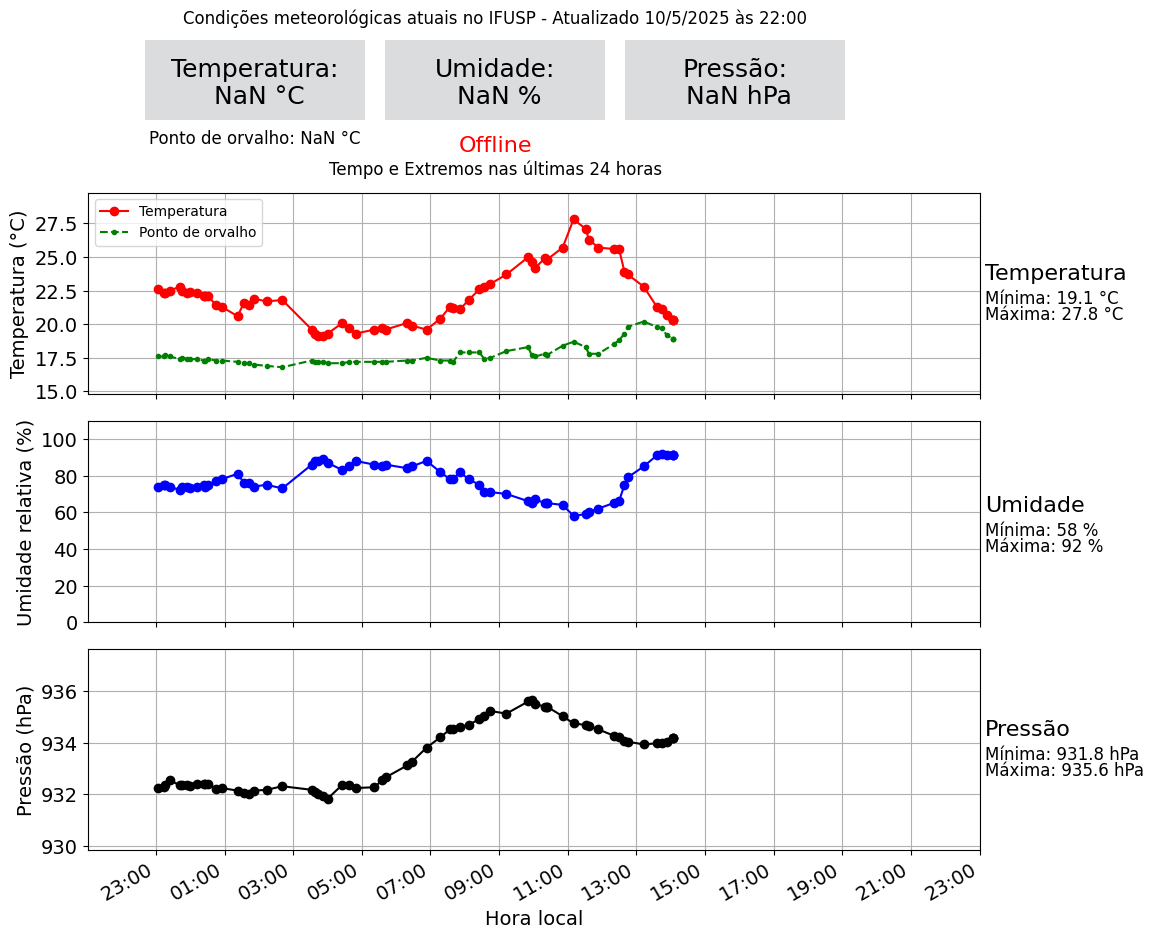 Condições meteorológicas atuais no IFUSP - Atualizado 10/5/2025 às 22:00
Temperatura:
NaN °C
Umidade:
NaN %
Pressão:
NaN hPa
Ponto de orvalho: NaN °C
Offline
Tempo e Extremos nas últimas 24 horas
Temperatura (°C)
27.5
25.0
22.5
20.0
17.5
15.0
Temperatura
Ponto de orvalho
Temperatura
Mínima: 19.1 °C
Máxima: 27.8 °C
Umidade relativa (%)
100
80
60
40
20
0
Umidade
Mínima: 58 %
Máxima: 92 %
Pressão (hPa)
936
934
932
930
Pressão
Mínima: 931.8 hPa
Máxima: 935.6 hPa
23:00
01:00
03:00
05:00
07:00
09:00
11:00
13:00
15:00
17:00
19:00
21:00
23:00
Hora local